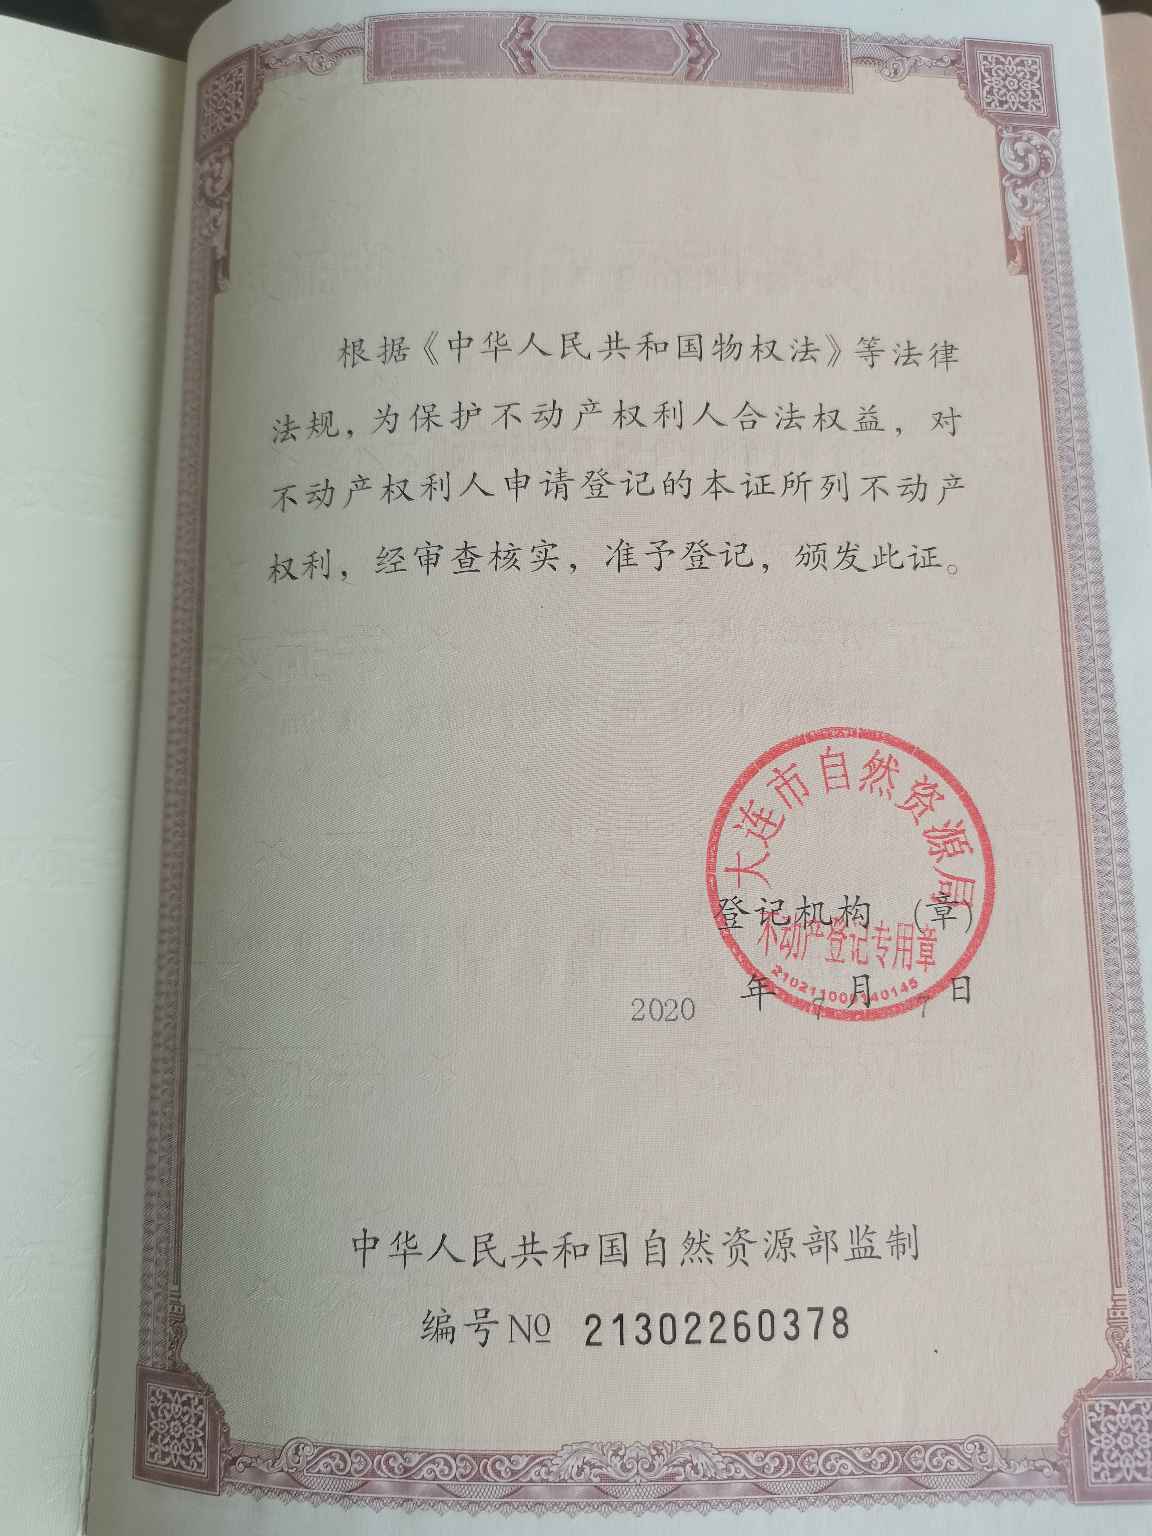 根据《中华人民共和国物权法》等法律
法规，为保护不动产权利人合法权益，对
不动产权利人申请登记的本证所列不动产
权利，经审查核实，准予登记，颁发此证。
大连市自然资源局
登记机构 (章)
不动产登记专用章
2020 年 7 月 7 日
中华人民共和国自然资源部监制
编号 № 21302260378